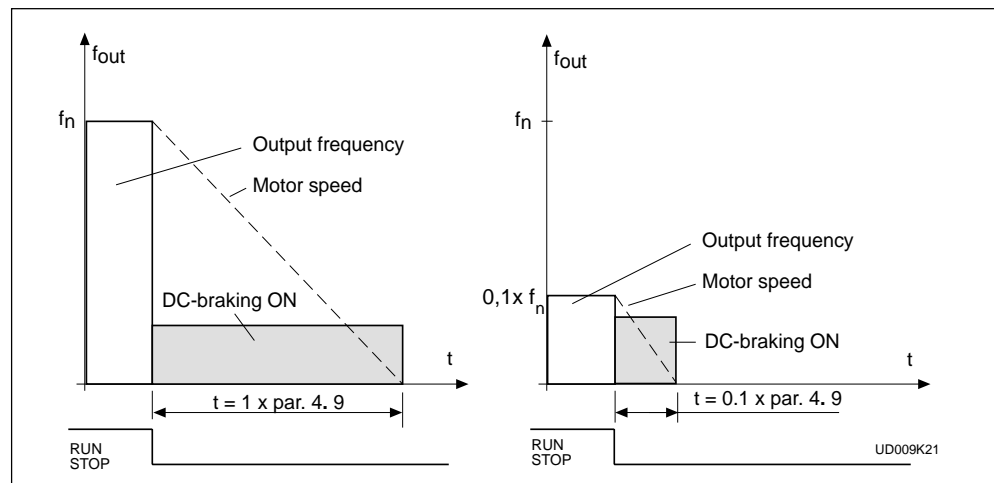 fout
fn
Output frequency
Motor speed
DC-braking ON
t
t = 1 x par. 4. 9
RUN
STOP
fout
fn
Output frequency
Motor speed
0,1x fn
DC-braking ON
t
t = 0.1 x par. 4. 9
RUN
STOP
UD009K21